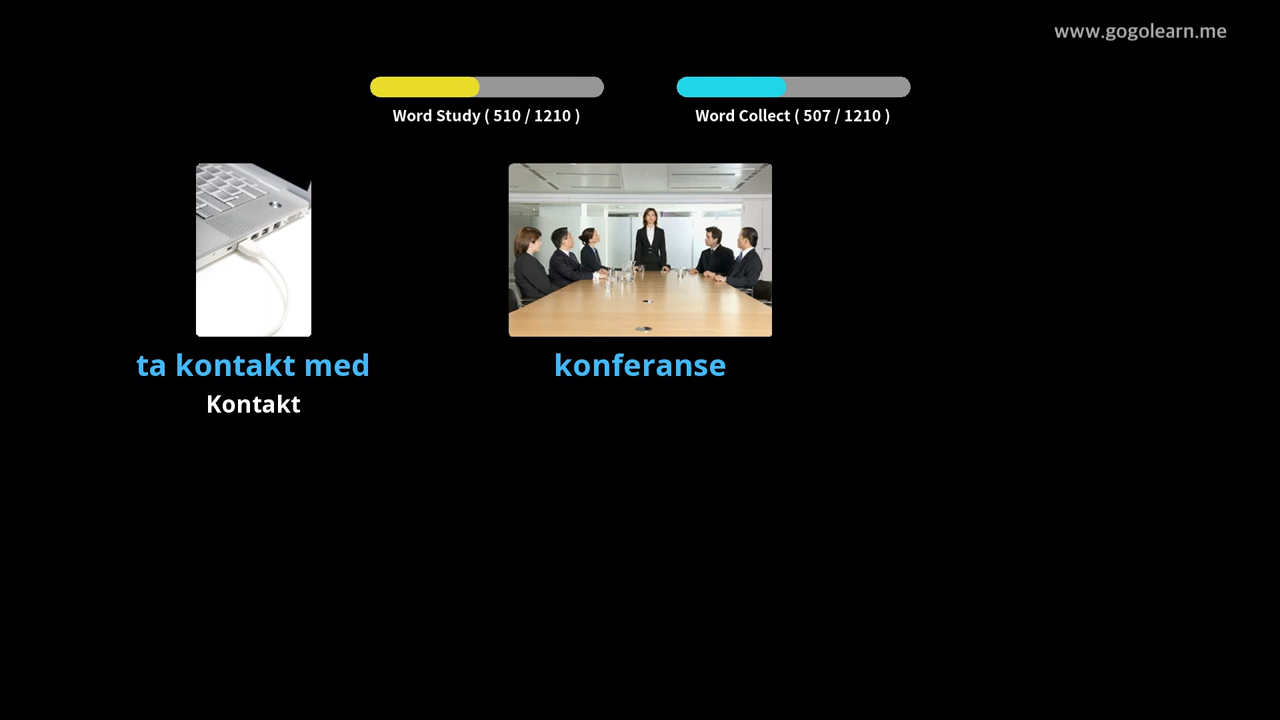 www.gogolearn.me
Word Study ( 510 / 1210 )
Word Collect ( 507 / 1210 )
ta kontakt med
Kontakt
konferanse